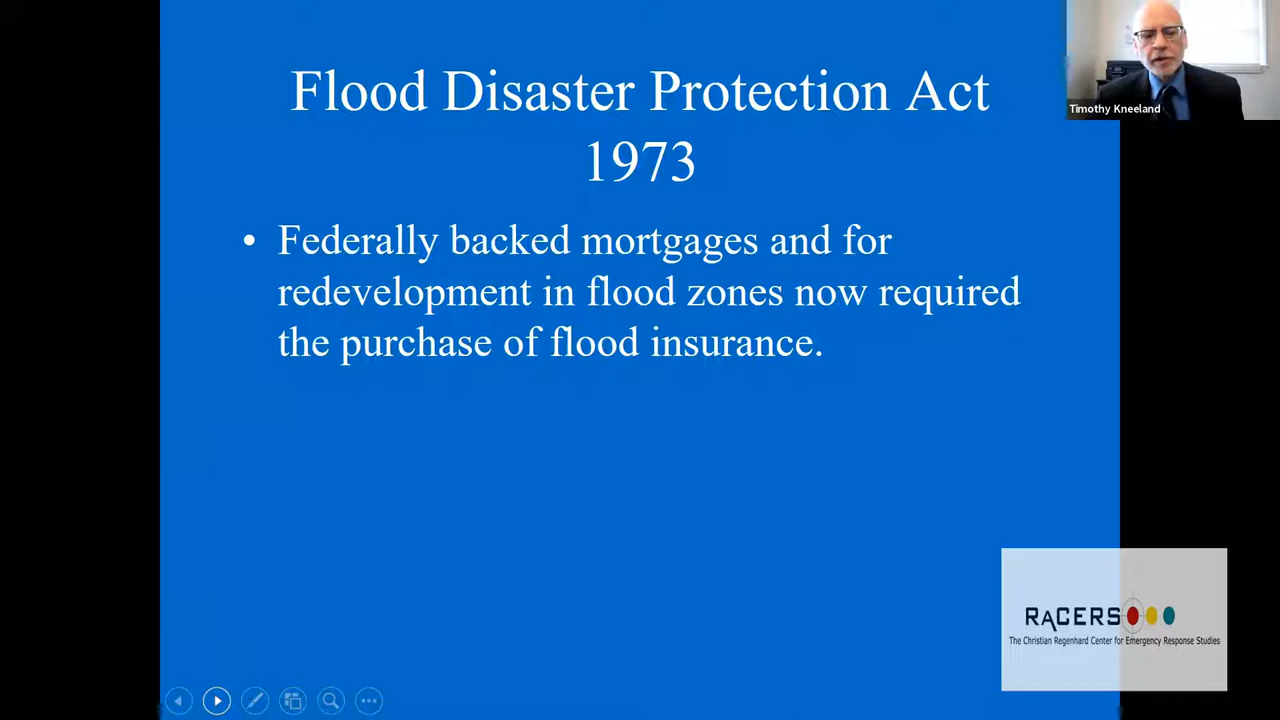 Flood Disaster Protection Act
1973
• Federally backed mortgages and for
redevelopment in flood zones now required
the purchase of flood insurance.
Timothy Kneeland
RaCERS
The Christian Regenhard Center for Emergency Response Studies